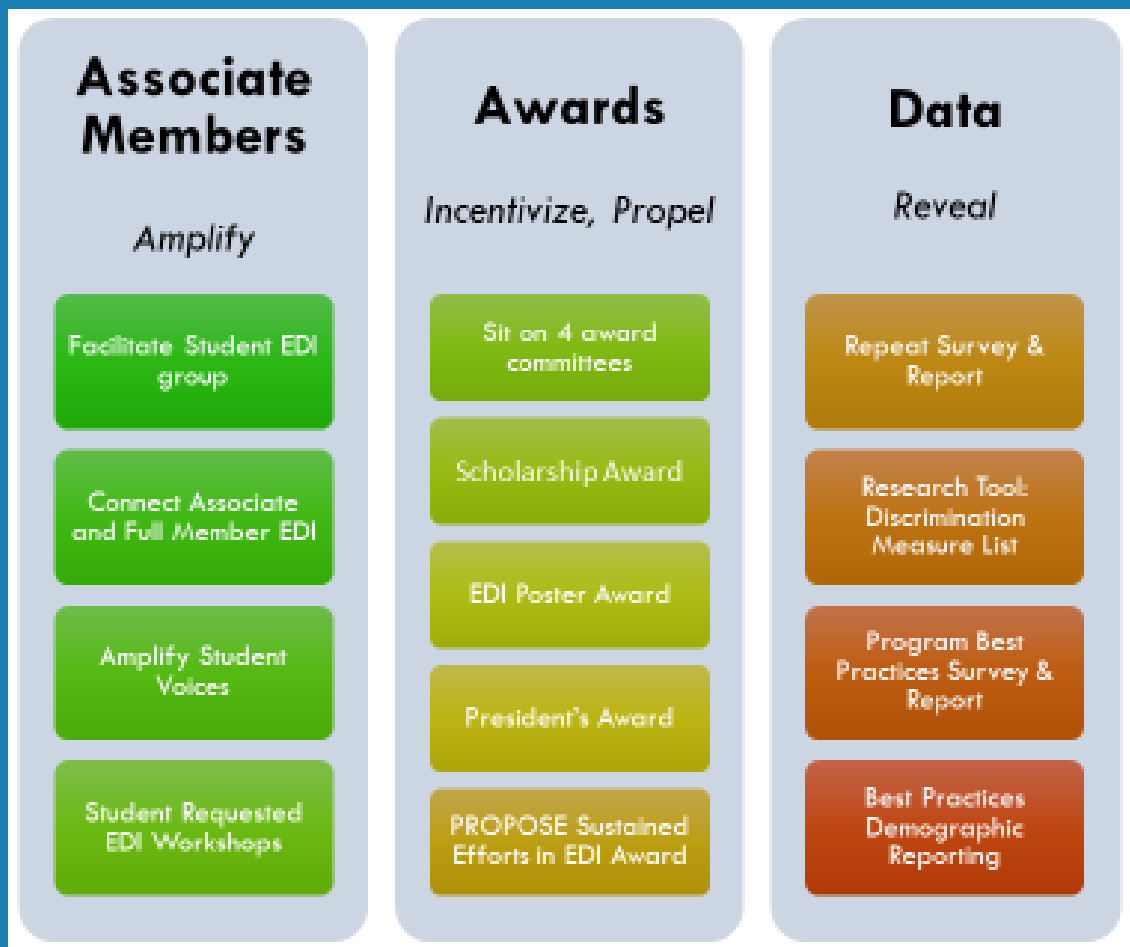 Associate
Members
Amplify
Facilitate Student EDI
group
Connect Associate
and Full Member EDI
Amplify Student
Voices
Student Requested
EDI Workshops
Awards
Incentivize, Propel
Sit on 4 award
committees
Scholarship Award
EDI Poster Award
President's Award
PROPOSE Sustained
Efforts in EDI Award
Data
Reveal
Repeat Survey &
Report
Research Tool:
Discrimination
Measure List
Program Best
Practices Survey &
Report
Best Practices
Demographic
Reporting